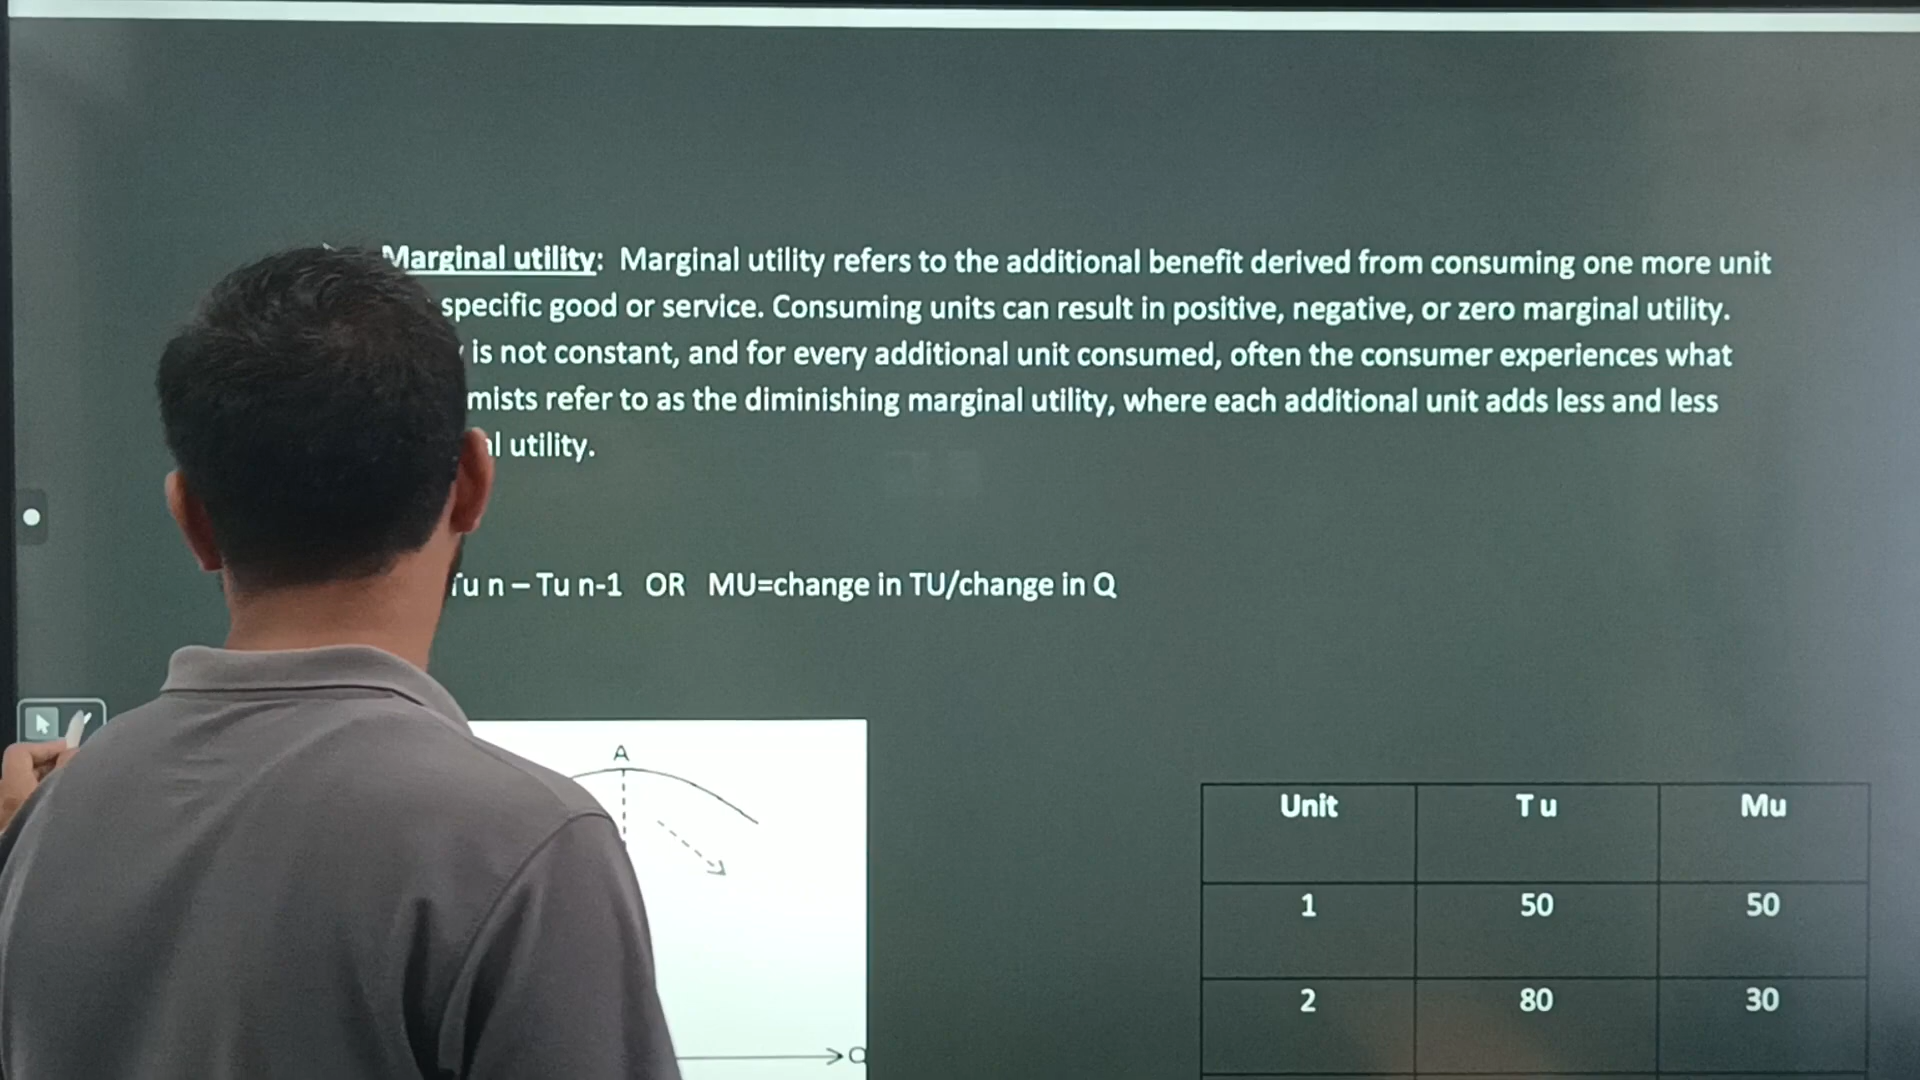 Marginal utility: Marginal utility refers to the additional benefit derived from consuming one more unit
specific good or service. Consuming units can result in positive, negative, or zero marginal utility.
is not constant, and for every additional unit consumed, often the consumer experiences what
mists refer to as the diminishing marginal utility, where each additional unit adds less and less
l utility.
u n – Tu n-1 OR MU=change in TU/change in Q
A
Q
Unit Tu Mu
1 50 50
2 80 30